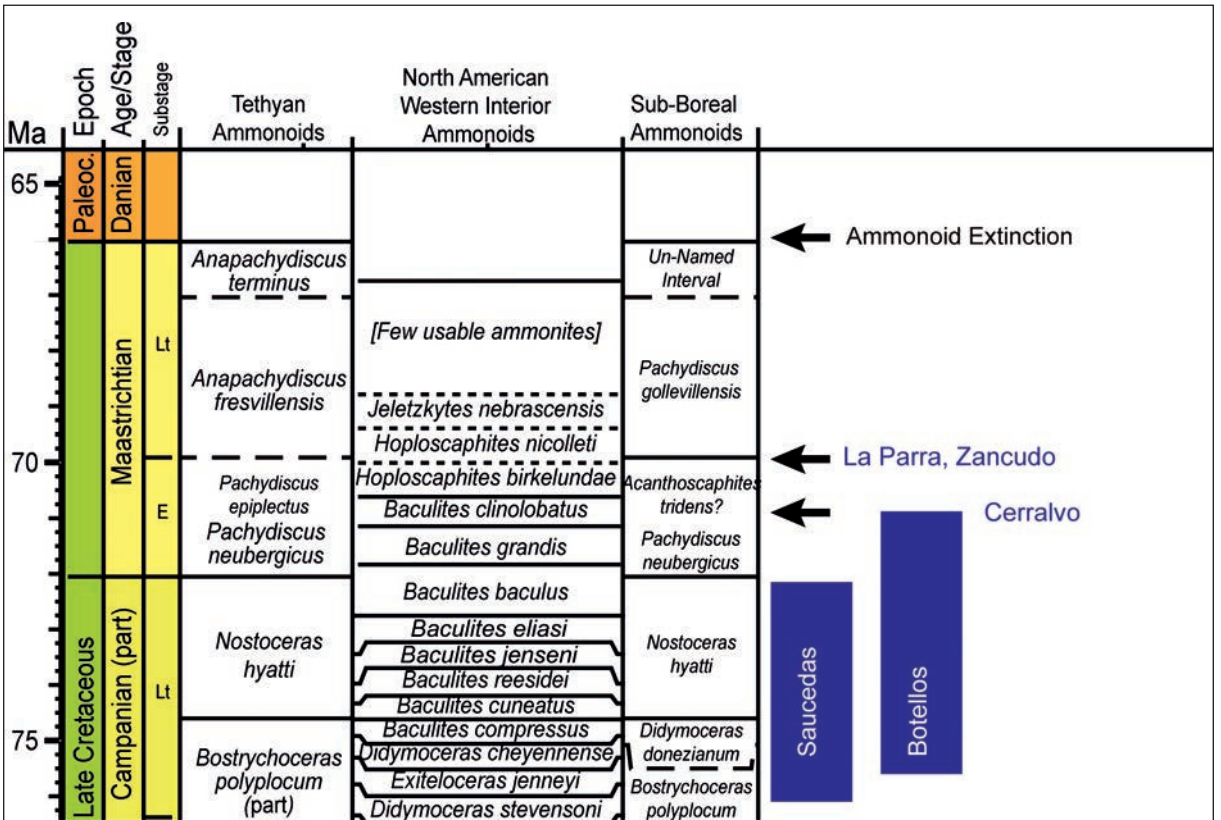 Ma
Epoch
Age/Stage
Substage
Tethyan
Ammonoids
North American
Western Interior
Ammonoids
Sub-Boreal
Ammonoids
65
70
75
Paleoc.
Late Cretaceous
Danian
Maastrichtian
Campanian (part)
Lt
E
Lt
Anapachydiscus
terminus
Anapachydiscus
fresvillensis
Pachydiscus
epiplectus
Pachydiscus
neubergicus
Nostoceras
hyatti
Bostrychoceras
polyplocum
(part)
[Few usable ammonites]
Jeletzkytes nebrascensis
Hoploscaphites nicolleti
Hoploscaphites birkelundae
Baculites clinolobatus
Baculites grandis
Baculites baculus
Baculites eliasi
Baculites jenseni
Baculites reesidei
Baculites cuneatus
Baculites compressus
Didymoceras cheyennense
Exiteloceras jenneyi
Didymoceras stevensoni
Un-Named
Interval
Pachydiscus
gollevillensis
Acanthoscaphites
tridens?
Pachydiscus
neubergicus
Nostoceras
hyatti
Didymoceras
donezianum
Bostrychoceras
polyplocum
Ammonoid Extinction
La Parra, Zancudo
Cerralvo
Saucedas
Botellos